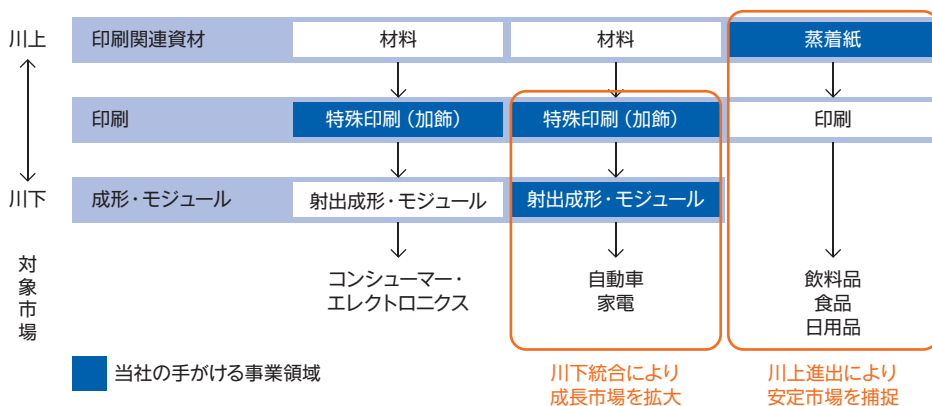 川上
印刷関連資材
材料
材料
蒸着紙
印刷
特殊印刷（加飾）
特殊印刷（加飾）
印刷
川下
成形・モジュール
射出成形・モジュール
射出成形・モジュール
対象市場
コンシューマー・
エレクトロニクス
自動車
家電
飲料品
食品
日用品
当社の手がける事業領域
川下統合により
成長市場を拡大
川上進出により
安定市場を捕捉